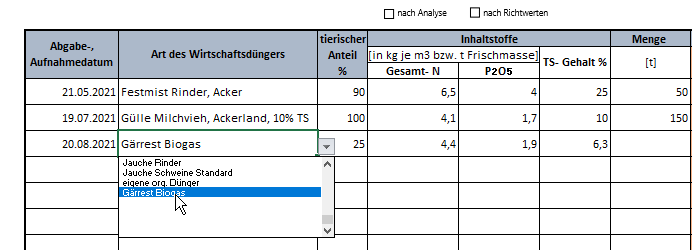 nach Analyse nach Richtwerten
Abgabe-, Aufnahmedatum Art des Wirtschaftsdüngers tierischer Anteil % Inhaltstoffe Menge
[in kg je m3 bzw. t Frischmasse] TS- Gehalt % [t]
Gesamt- N P2O5
21.05.2021 Festmist Rinder, Acker 90 6,5 4 25 50
19.07.2021 Gülle Milchvieh, Ackerland, 10% TS 100 4,1 1,7 10 150
20.08.2021 Gärrest Biogas 25 4,4 1,9 6,3
Jauche Rinder
Jauche Schweine Standard
eigene org. Dünger
Gärrest Biogas